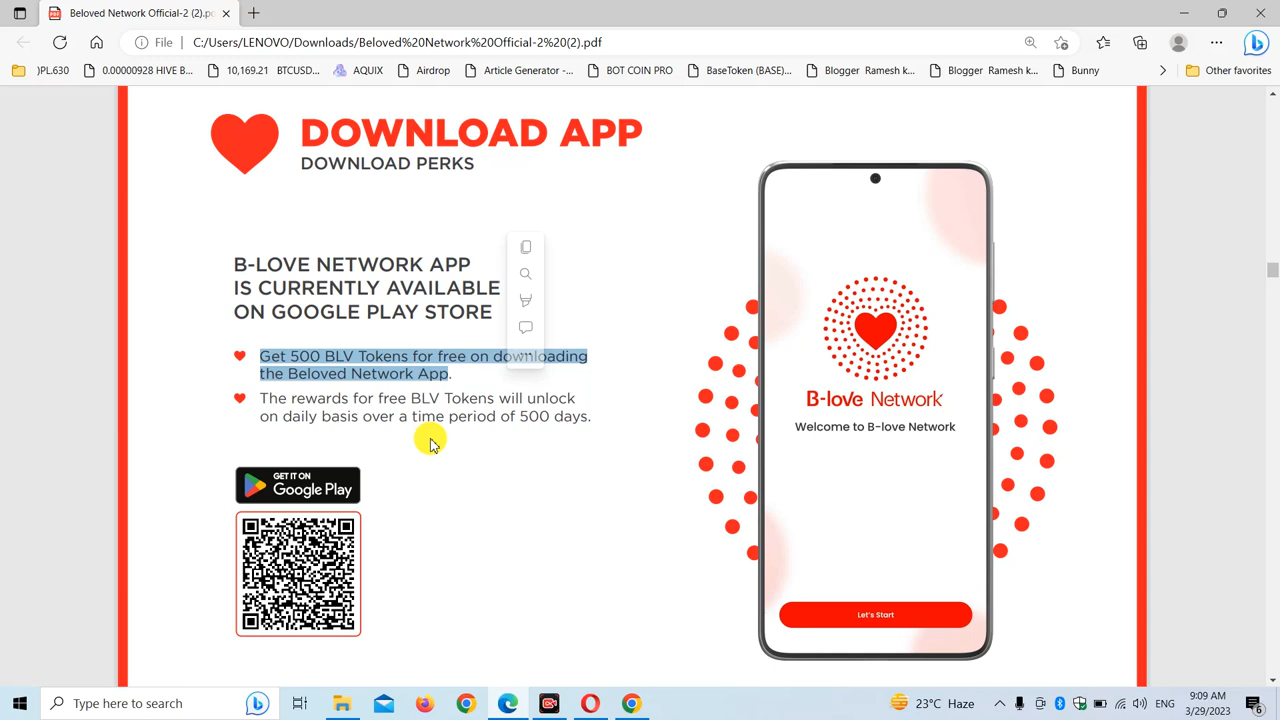 Beloved Network Official-2 (2).pdf
File
C:/Users/LENOVO/Downloads/Beloved%20Network%20Official-2%20(2).pdf
)PL.630
0.00000928 HIVE B...
10,169.21 BTCUSD...
AQUIX
Airdrop
Article Generator -...
BOT COIN PRO
BaseToken (BASE)...
Blogger Ramesh k...
Blogger Ramesh k...
Bunny
Other favorites
DOWNLOAD APP
DOWNLOAD PERKS
B-LOVE NETWORK APP
IS CURRENTLY AVAILABLE
ON GOOGLE PLAY STORE
Get 500 BLV Tokens for free on downloading
the Beloved Network App.
The rewards for free BLV Tokens will unlock
on daily basis over a time period of 500 days.
GET IT ON
Google Play
B-love Network
Welcome to B-love Network
Let's Start
Type here to search
23°C Haze
9:09 AM
3/29/2023
6